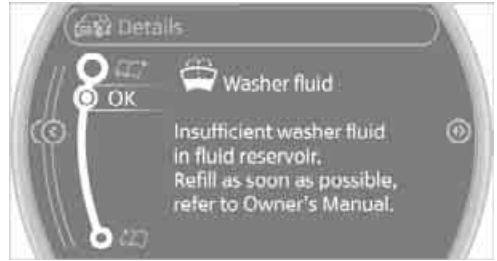 Details
OK
Washer fluid
Insufficient washer fluid
in fluid reservoir.
Refill as soon as possible,
refer to Owner's Manual.